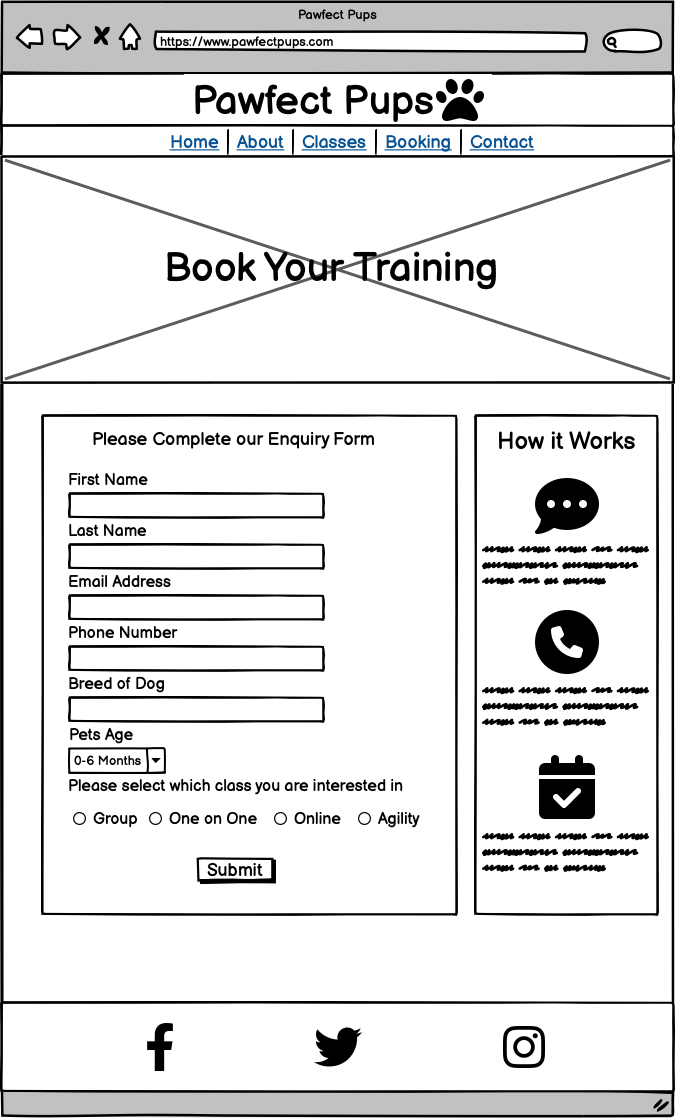 Pawfect Pups
https://www.pawfectpups.com
Pawfect Pups
Home About Classes Booking Contact
Book Your Training
Please Complete our Enquiry Form
First Name
Last Name
Email Address
Phone Number
Breed of Dog
Pets Age
0-6 Months
Please select which class you are interested in
Group One on One Online Agility
Submit
How it Works